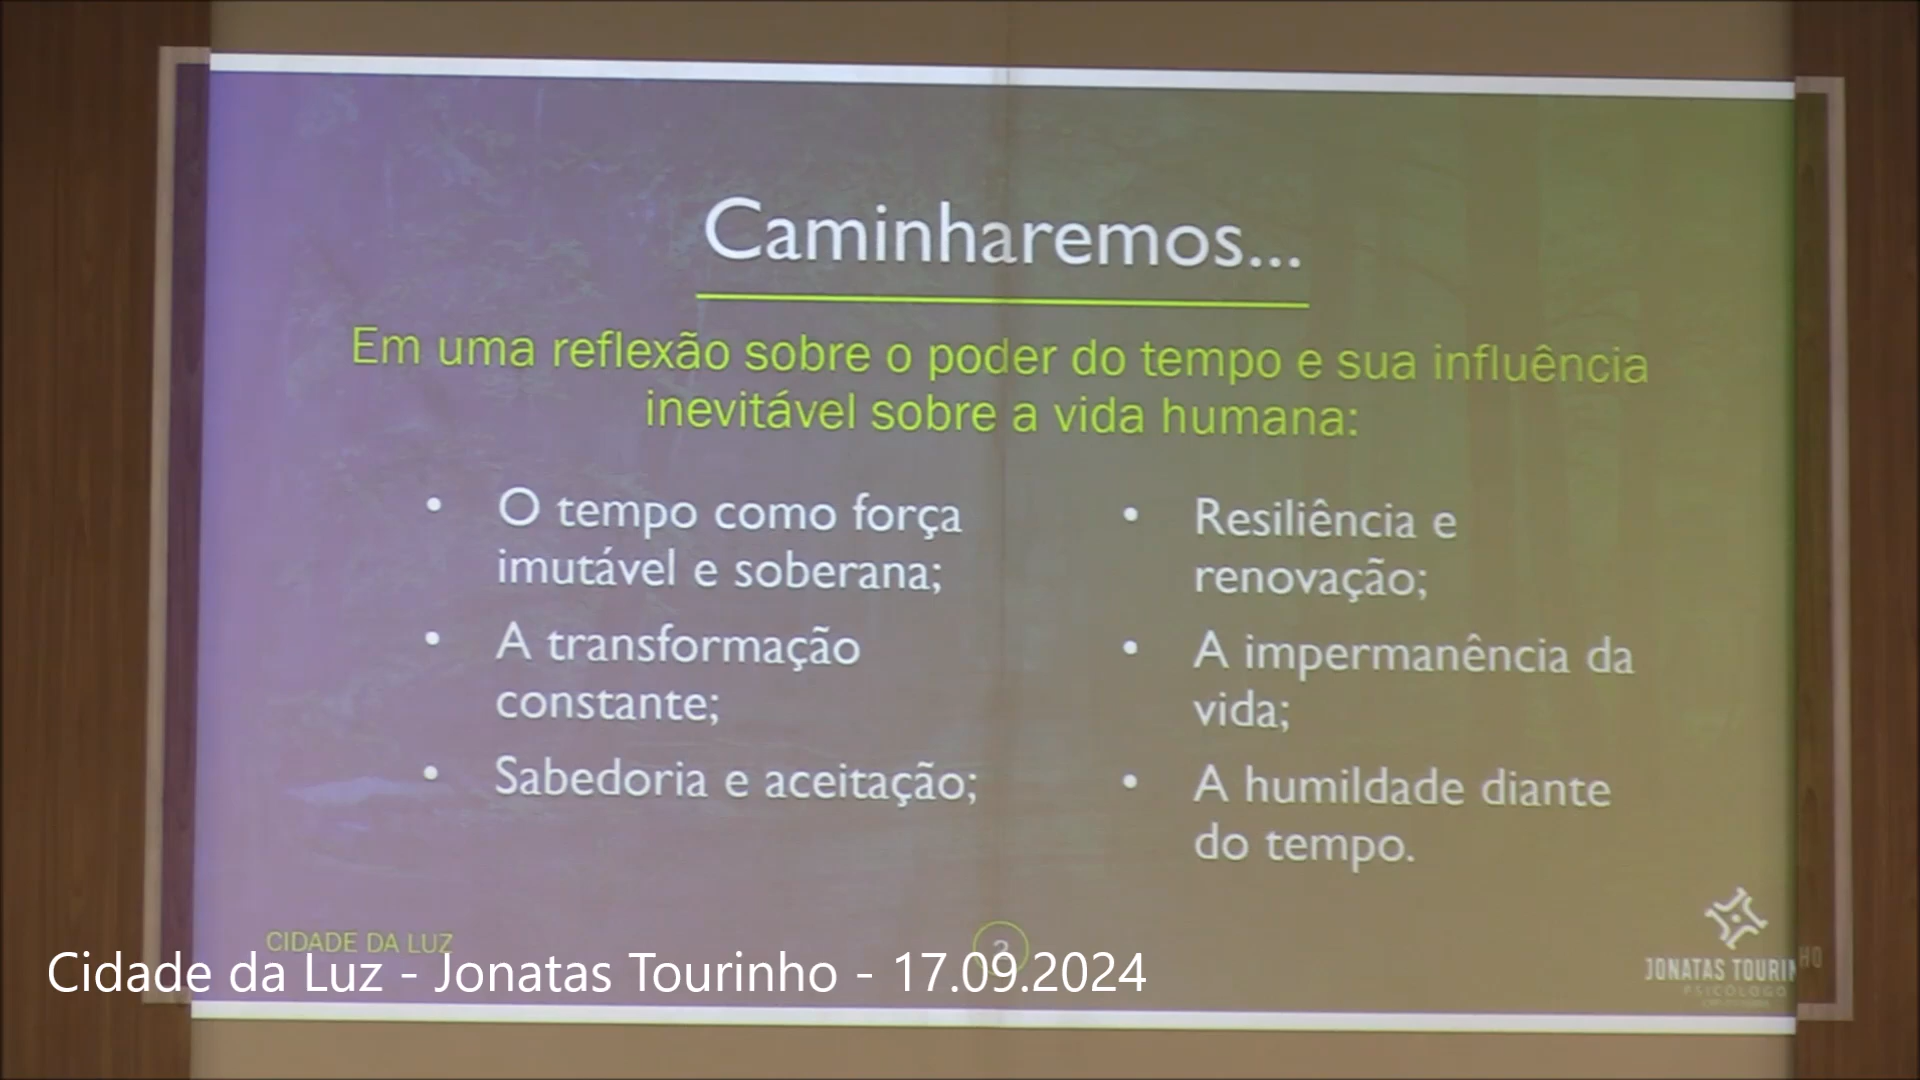 Caminharemos...
Em uma reflexão sobre o poder do tempo e sua influência
inevitável sobre a vida humana:
• O tempo como força
imutável e soberana;
• A transformação
constante;
• Sabedoria e aceitação;
• Resiliência e
renovação;
• A impermanência da
vida;
• A humildade diante
do tempo.
CIDADE DA LUZ
JONATAS TOURINHO
PSICÓLOGO
Cidade da Luz - Jonatas Tourinho - 17.09.2024